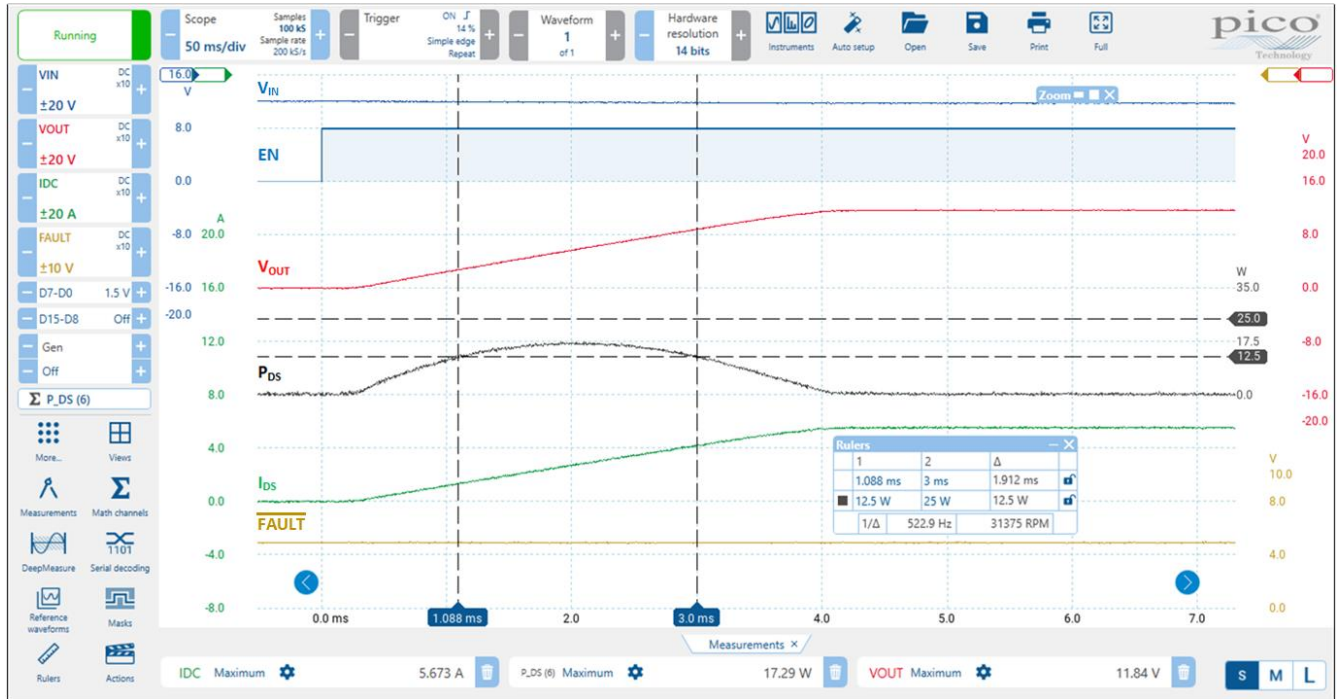 Running
Scope
50 ms/div
Samples
100 kS
Sample rate
200 kS/s
Trigger
ON
14 %
Simple edge
Repeat
Waveform
1
of 1
Hardware
resolution
14 bits
Instruments
Auto setup
Open
Save
Print
Full
pico
Technology
VIN
DC
x10
±20 V
VOUT
DC
x10
±20 V
IDC
DC
x10
±20 A
FAULT
DC
x10
±10 V
D7-D0 1.5 V
D15-D8 Off
Gen
Off
Σ P_DS (6)
More...
Views
Measurements
Math channels
DeepMeasure
Serial decoding
1101
Reference
waveforms
Masks
Rulers
Actions
16.0
V
8.0
0.0
-8.0
-16.0
-20.0
A
20.0
16.0
12.0
8.0
4.0
0.0
-4.0
-8.0
VIN
EN
VOUT
PDS
IDS
FAULT
Zoom
V
20.0
16.0
8.0
0.0
-8.0
-16.0
-20.0
W
35.0
25.0
17.5
12.5
0.0
V
10.0
8.0
4.0
0.0
Rulers
1 2 Δ
1.088 ms 3 ms 1.912 ms
12.5 W 25 W 12.5 W
1/Δ 522.9 Hz 31375 RPM
0.0 ms 1.088 ms 2.0 3.0 ms 4.0 5.0 6.0 7.0
Measurements ×
IDC Maximum 5.673 A
P_DS (6) Maximum 17.29 W
VOUT Maximum 11.84 V
S M L